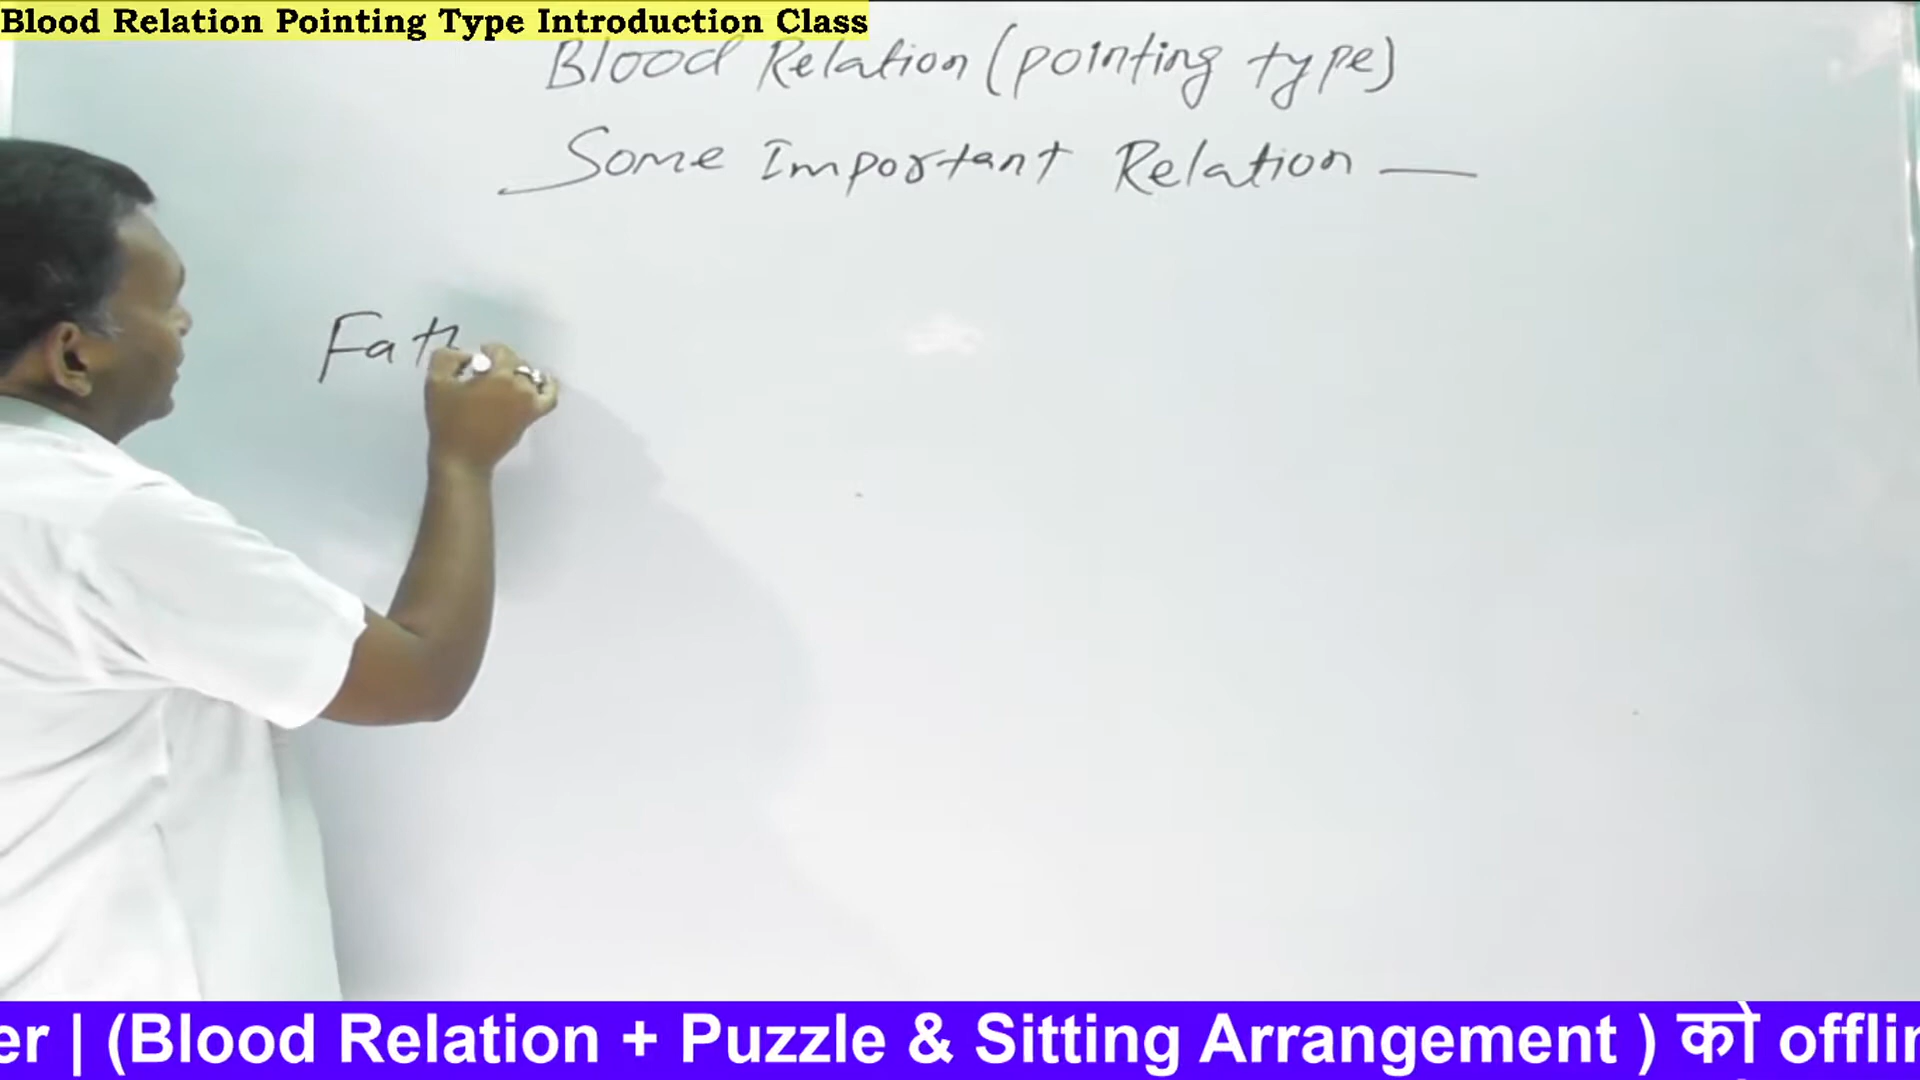 Blood Relation Pointing Type Introduction Class
Blood Relation (pointing type)
Some Important Relation —
Fath
er | (Blood Relation + Puzzle & Sitting Arrangement ) को offlin